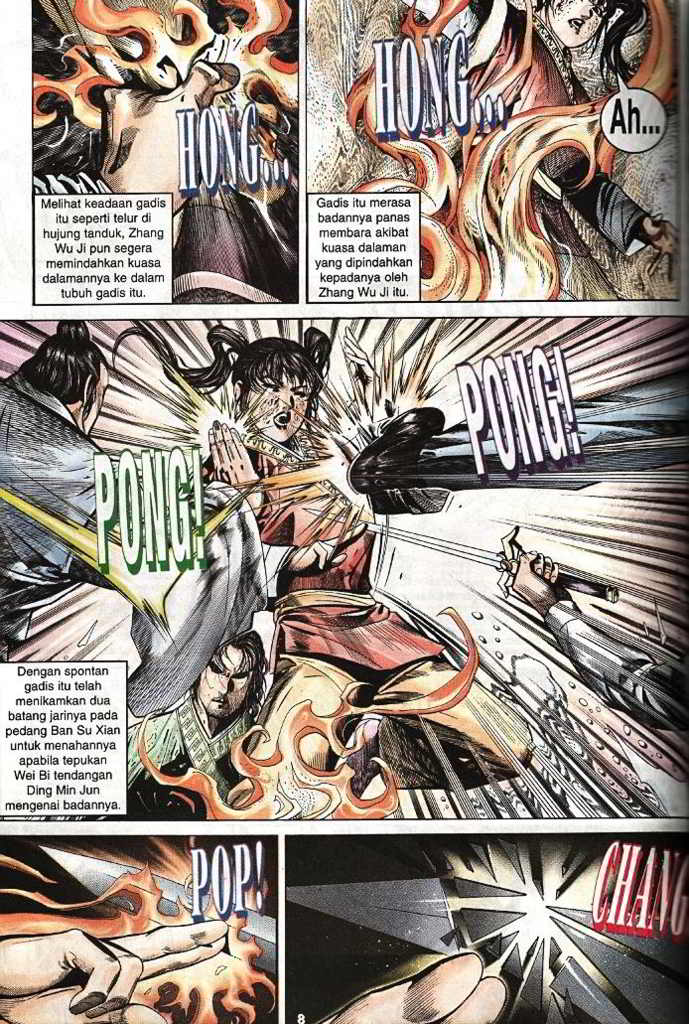 HONG...
Melihat keadaan gadis
itu seperti telur di
hujung tanduk, Zhang
Wu Ji pun segera
memindahkan kuasa
dalamannya ke dalam
tubuh gadis itu.
HONG...
Ah...
Gadis itu merasa
badannya panas
membara akibat
kuasa dalaman
yang dipindahkan
kepadanya oleh
Zhang Wu Ji itu.
PONG!
PONG!
Dengan spontan
gadis itu telah
menikamkan dua
batang jarinya pada
pedang Ban Su Xian
untuk menahannya
apabila tepukan
Wei Bi tendangan
Ding Min Jun
mengenai badannya.
POP!
CHANG
8